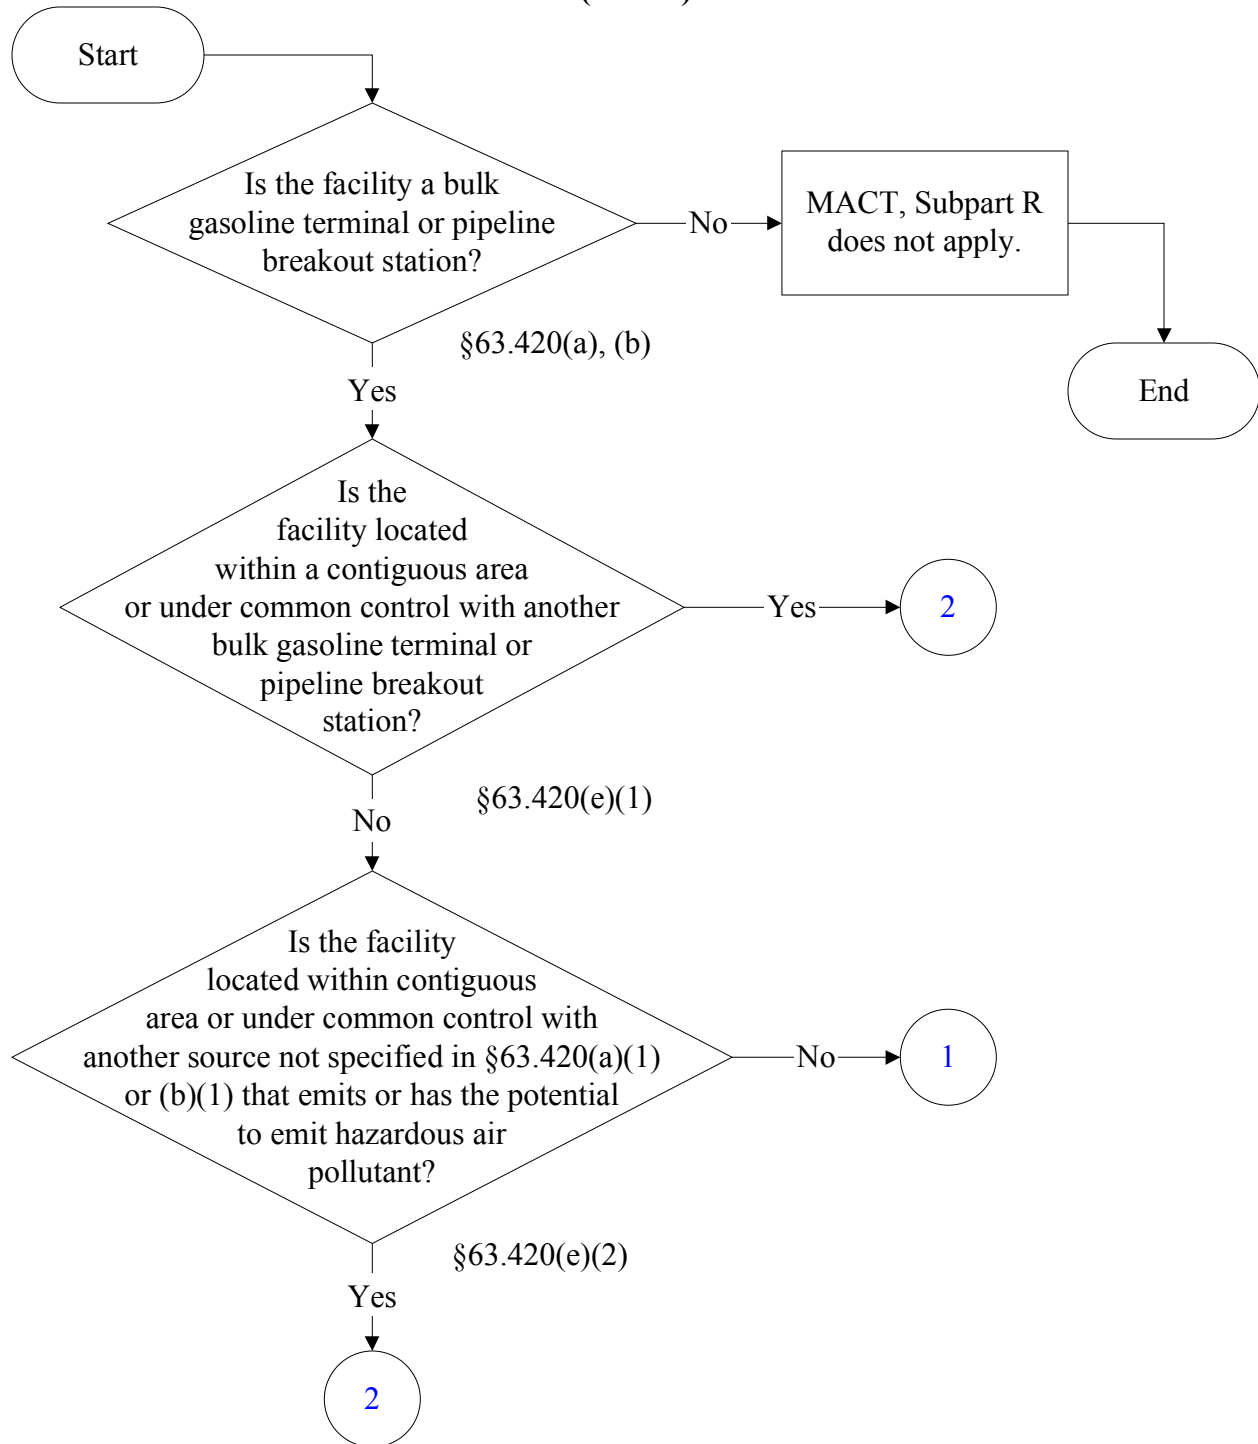 Start
Is the facility a bulk
gasoline terminal or pipeline
breakout station?
No
MACT, Subpart R
does not apply.
§63.420(a), (b)
Yes
End
Is the
facility located
within a contiguous area
or under common control with another
bulk gasoline terminal or
pipeline breakout
station?
Yes
2
§63.420(e)(1)
No
Is the facility
located within contiguous
area or under common control with
another source not specified in §63.420(a)(1)
or (b)(1) that emits or has the potential
to emit hazardous air
pollutant?
No
1
§63.420(e)(2)
Yes
2